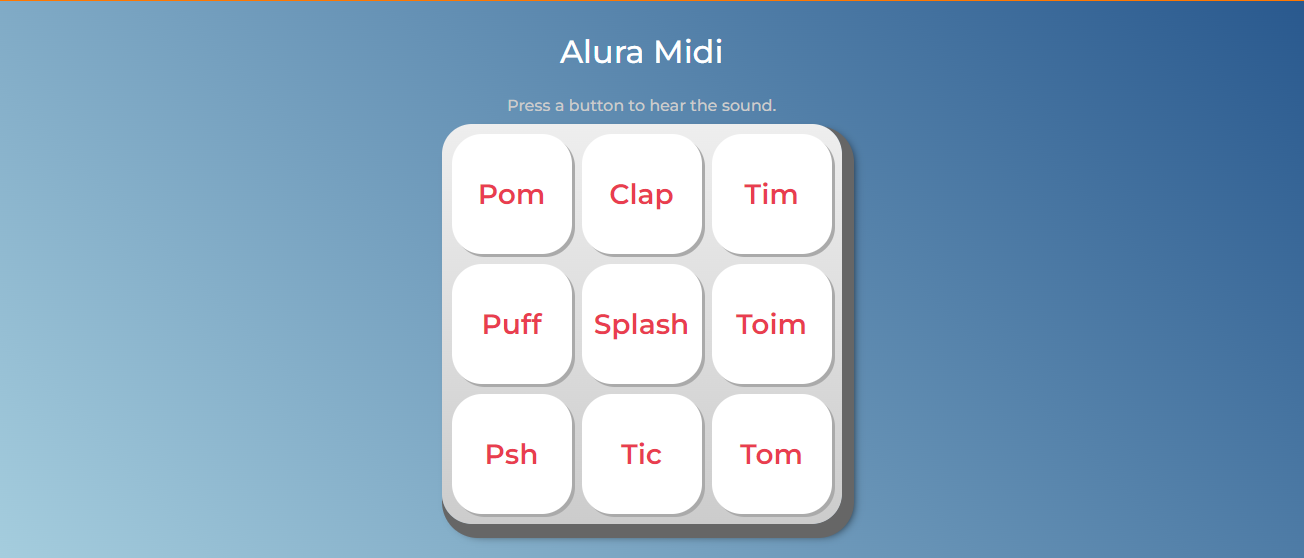 Alura Midi
Press a button to hear the sound.
Pom Clap Tim
Puff Splash Toim
Psh Tic Tom